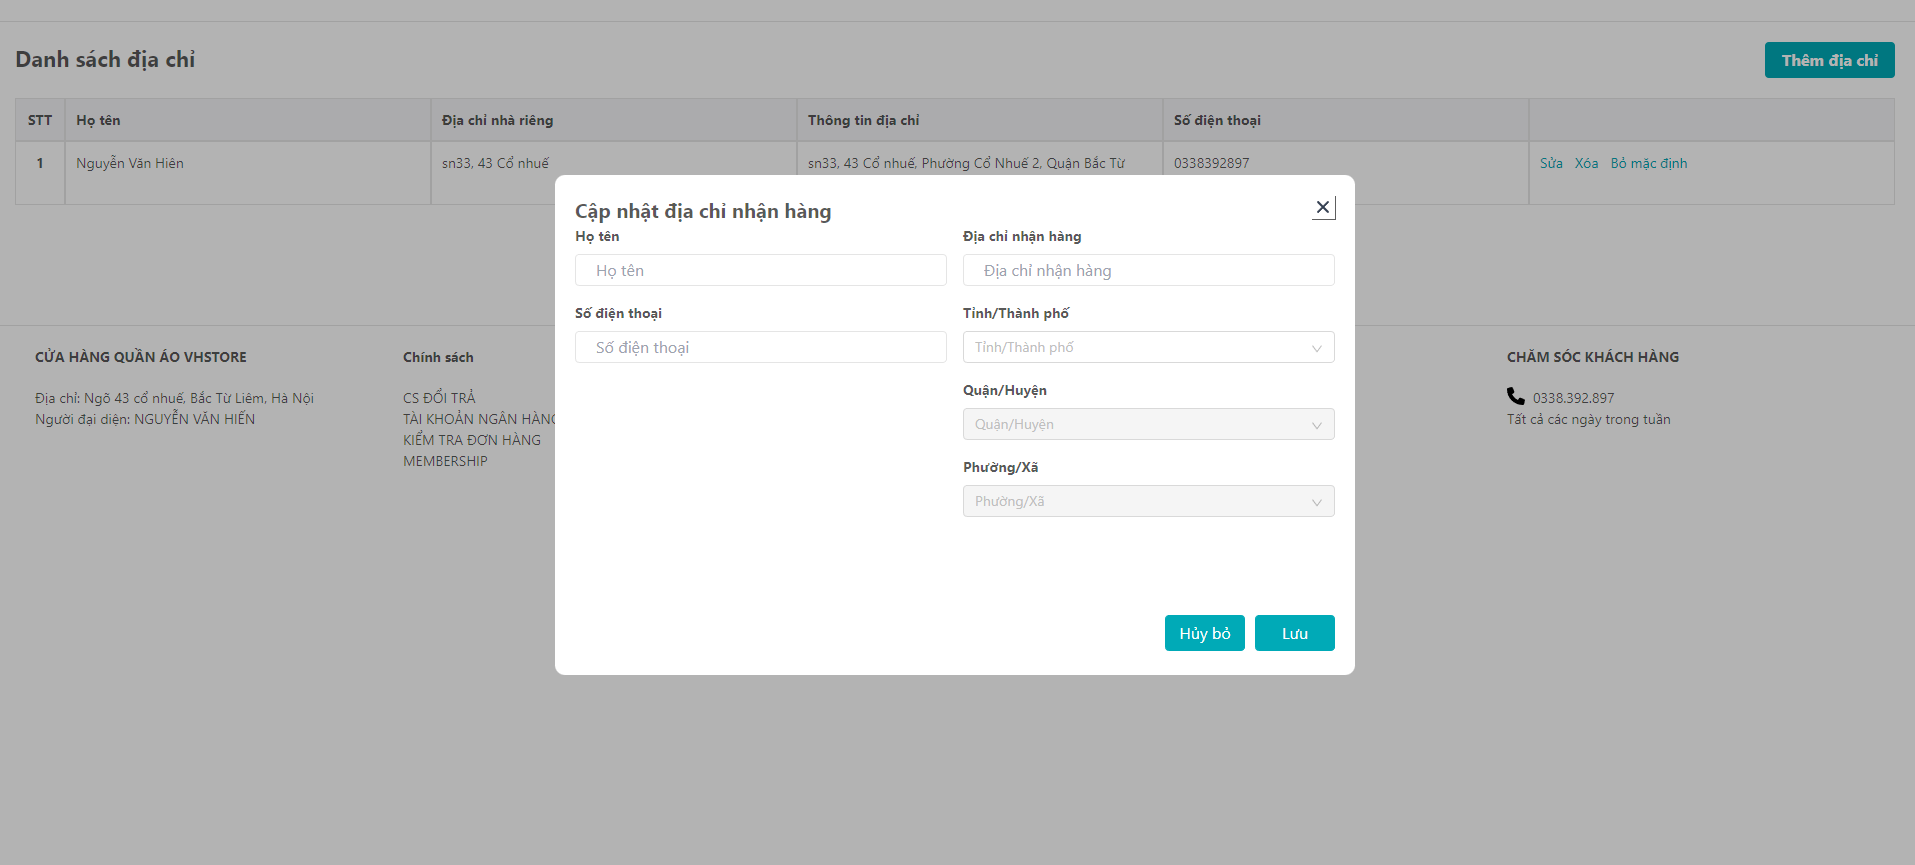 Danh sách địa chỉ
Thêm địa chỉ
STT Họ tên Địa chỉ nhà riêng Thông tin địa chỉ Số điện thoại
1 Nguyễn Văn Hiên sn33, 43 Cổ nhuế sn33, 43 Cổ nhuế, Phường Cổ Nhuế 2, Quận Bắc Từ 0338392897 Sửa Xóa Bỏ mặc định
Cập nhật địa chỉ nhận hàng
Họ tên
Họ tên
Địa chỉ nhận hàng
Địa chỉ nhận hàng
Số điện thoại
Số điện thoại
Tỉnh/Thành phố
Tỉnh/Thành phố
Quận/Huyện
Quận/Huyện
Phường/Xã
Phường/Xã
Hủy bỏ
Lưu
CỬA HÀNG QUẦN ÁO VHSTORE
Địa chỉ: Ngõ 43 cổ nhuế, Bắc Từ Liêm, Hà Nội
Người đại diện: NGUYỄN VĂN HIẾN
Chính sách
CS ĐỔI TRẢ
TÀI KHOẢN NGÂN HÀNG
KIỂM TRA ĐƠN HÀNG
MEMBERSHIP
CHĂM SÓC KHÁCH HÀNG
0338.392.897
Tất cả các ngày trong tuần